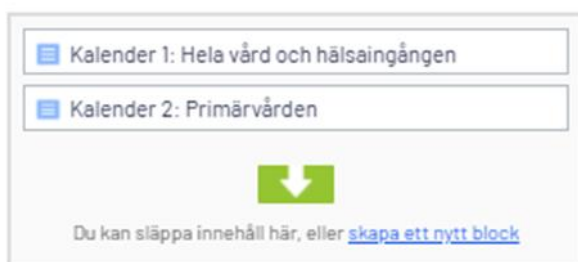 Kalender 1: Hela vård och hälsaingången
Kalender 2: Primärvården
Du kan släppa innehåll här, eller skapa ett nytt block